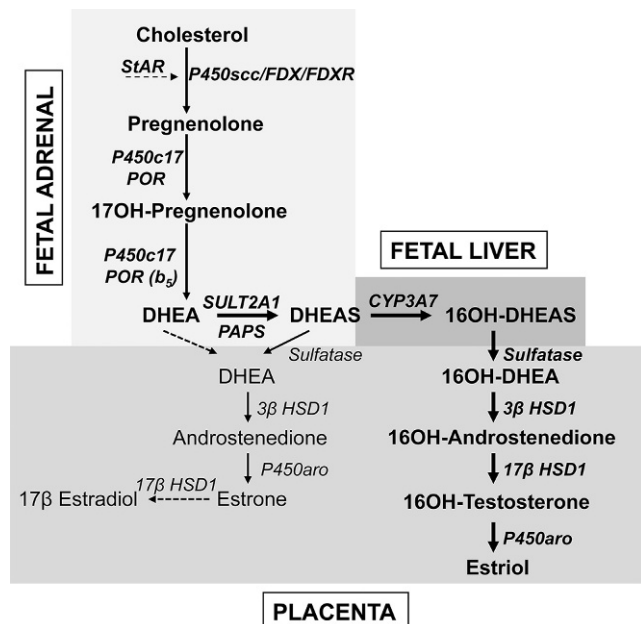 Cholesterol
StAR
P450scc/FDX/FDXR
FETAL ADRENAL
Pregnenolone
P450c17
POR
17OH-Pregnenolone
P450c17
POR (b₅)
FETAL LIVER
DHEA
SULT2A1
PAPS
DHEAS
CYP3A7
16OH-DHEAS
Sulfatase
Sulfatase
DHEA
16OH-DHEA
3β HSD1
3β HSD1
Androstenedione
16OH-Androstenedione
P450aro
17β HSD1
17β Estradiol
17β HSD1
Estrone
16OH-Testosterone
P450aro
Estriol
PLACENTA